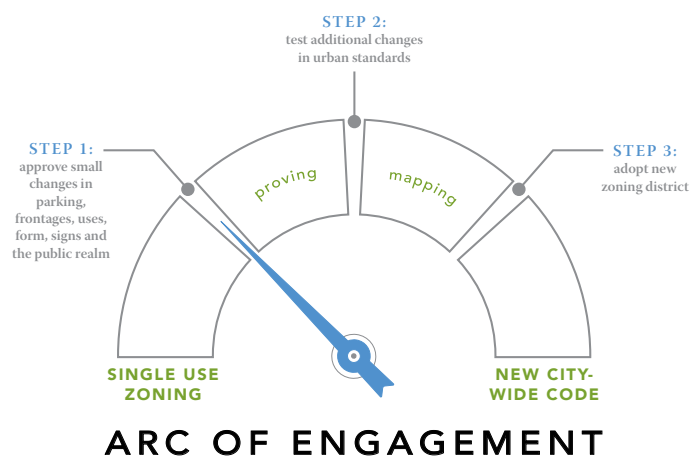 STEP 2:
test additional changes
in urban standards
STEP 1:
approve small
changes in
parking,
frontages, uses,
form, signs and
the public realm
STEP 3:
adopt new
zoning district
proving
mapping
SINGLE USE
ZONING
NEW CITY-
WIDE CODE
ARC OF ENGAGEMENT